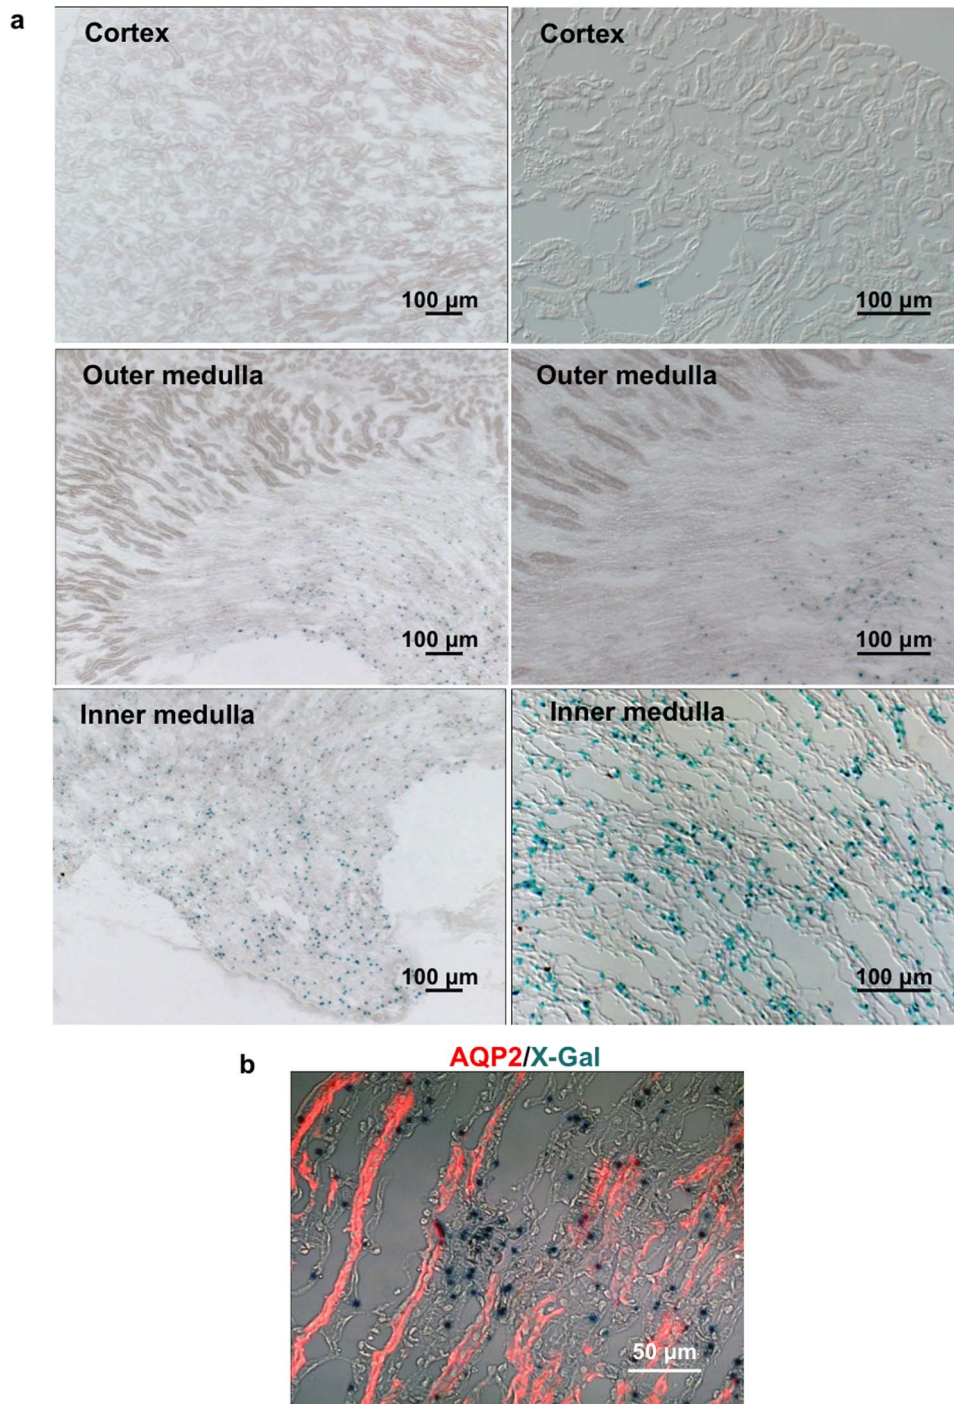 a
Cortex
100 µm
Cortex
100 µm
Outer medulla
100 µm
Outer medulla
100 µm
Inner medulla
100 µm
Inner medulla
100 µm
b
AQP2/X-Gal
50 µm